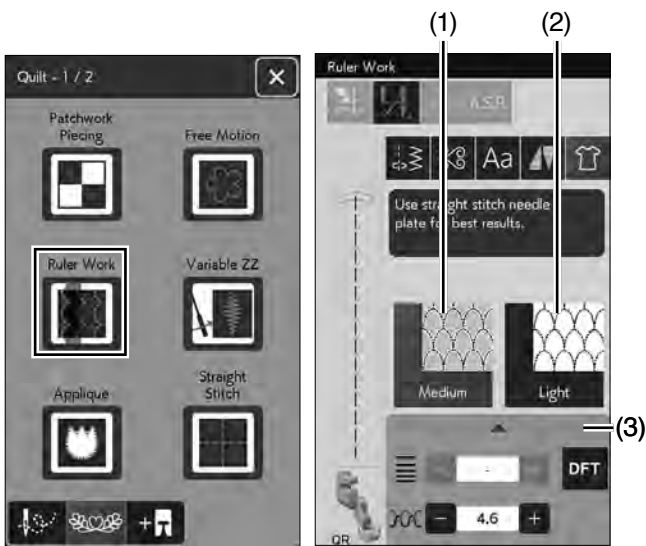 (1)
(2)
Quilt - 1 / 2
Patchwork
Piecing
Free Motion
Ruler Work
Variable ZZ
Applique
Straight
Stitch
Ruler Work
A.S.R.
Aa
Use straight stitch needle
plate for best results.
Medium
Light
(3)
-
DFT
- 4.6 +
QR